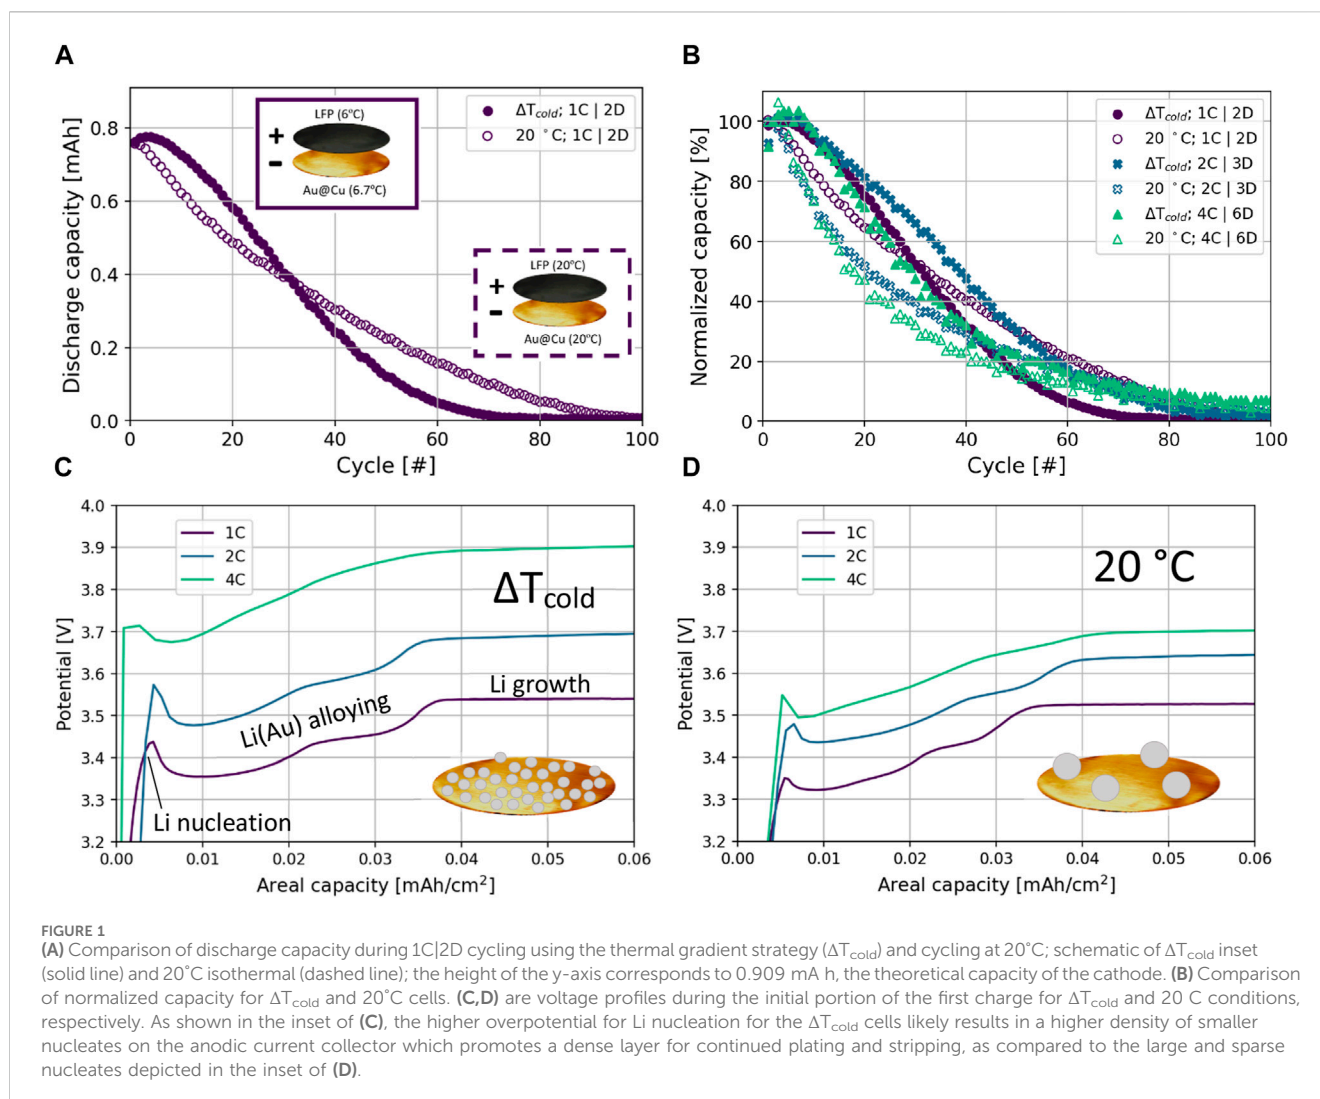 A
Discharge capacity [mAh]
0.8
0.6
0.4
0.2
0.0
0 20 40 60 80 100
Cycle [#]
ΔTcold; 1C | 2D
20 °C; 1C | 2D
LFP (6°C)
+
-
Au@Cu (6.7°C)
LFP (20°C)
+
-
Au@Cu (20°C)
B
Normalized capacity [%]
100
80
60
40
20
0
0 20 40 60 80 100
Cycle [#]
ΔTcold; 1C | 2D
20 °C; 1C | 2D
ΔTcold; 2C | 3D
20 °C; 2C | 3D
ΔTcold; 4C | 6D
20 °C; 4C | 6D
C
Potential [V]
4.0
3.9
3.8
3.7
3.6
3.5
3.4
3.3
3.2
0.00 0.01 0.02 0.03 0.04 0.05 0.06
Areal capacity [mAh/cm²]
1C
2C
4C
ΔTcold
Li growth
Li(Au) alloying
Li nucleation
D
Potential [V]
4.0
3.9
3.8
3.7
3.6
3.5
3.4
3.3
3.2
0.00 0.01 0.02 0.03 0.04 0.05 0.06
Areal capacity [mAh/cm²]
1C
2C
4C
20 °C
FIGURE 1
(A) Comparison of discharge capacity during 1C|2D cycling using the thermal gradient strategy (ΔTcold) and cycling at 20°C; schematic of ΔTcold inset
(solid line) and 20°C isothermal (dashed line); the height of the y-axis corresponds to 0.909 mA h, the theoretical capacity of the cathode. (B) Comparison
of normalized capacity for ΔTcold and 20°C cells. (C,D) are voltage profiles during the initial portion of the first charge for ΔTcold and 20 C conditions,
respectively. As shown in the inset of (C), the higher overpotential for Li nucleation for the ΔTcold cells likely results in a higher density of smaller
nucleates on the anodic current collector which promotes a dense layer for continued plating and stripping, as compared to the large and sparse
nucleates depicted in the inset of (D).